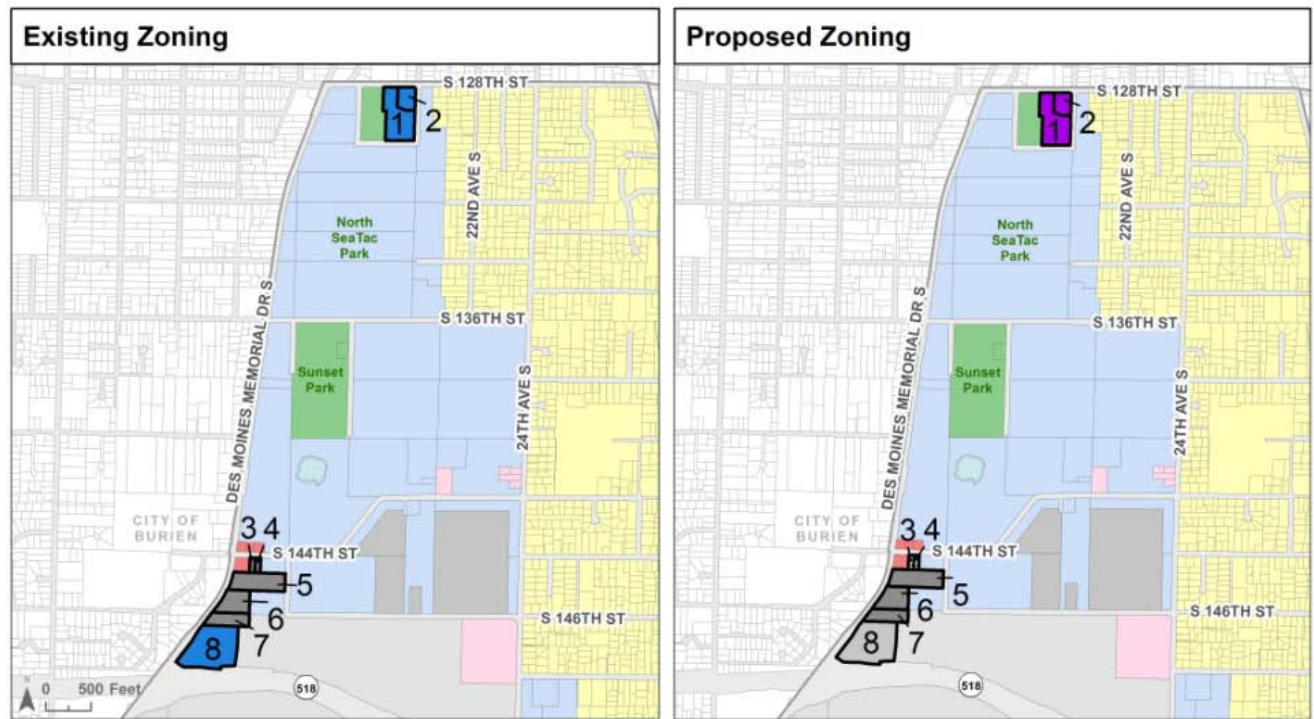 Existing Zoning
S 128TH ST
1
2
22ND AVE S
North
SeaTac
Park
DES MOINES MEMORIAL DR S
S 136TH ST
Sunset
Park
24TH AVE S
CITY OF
BURIEN
3 4
S 144TH ST
5
6
S 146TH ST
7
8
N
0 500 Feet
518
Proposed Zoning
S 128TH ST
1
2
22ND AVE S
North
SeaTac
Park
DES MOINES MEMORIAL DR S
S 136TH ST
Sunset
Park
24TH AVE S
CITY OF
BURIEN
3 4
S 144TH ST
5
6
S 146TH ST
7
8
518